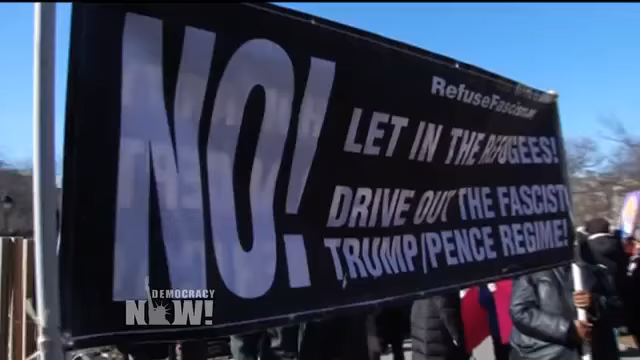 NO!
RefuseFascism
LET IN THE REFUGEES!
DRIVE OUT THE FASCIST
TRUMP/PENCE REGIME!
DEMOCRACY
NOW!